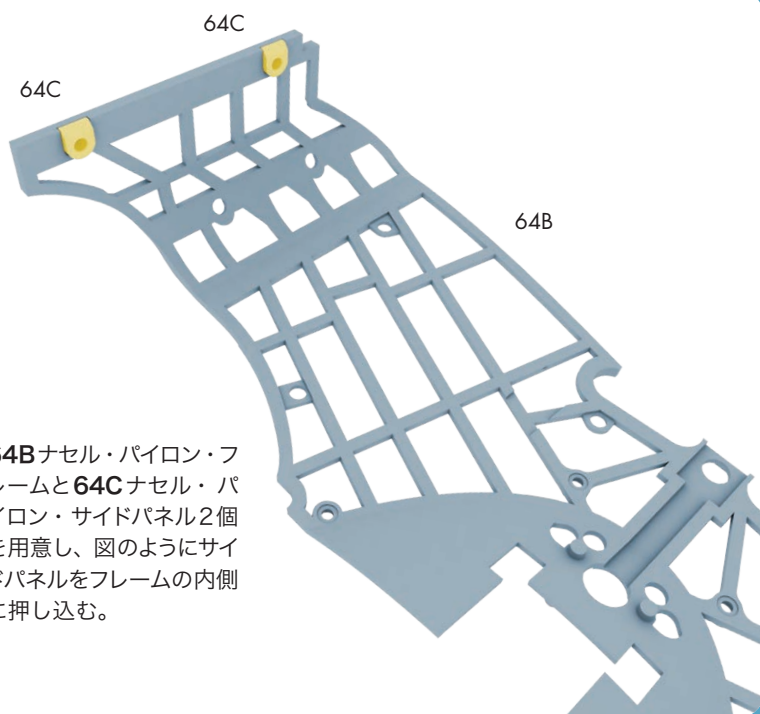 64C
64C
64B
64Bナセル・パイロン・フ
レームと64Cナセル・パ
イロン・サイドパネル2個
を用意し、図のようにサイ
ドパネルをフレームの内側
に押し込む。